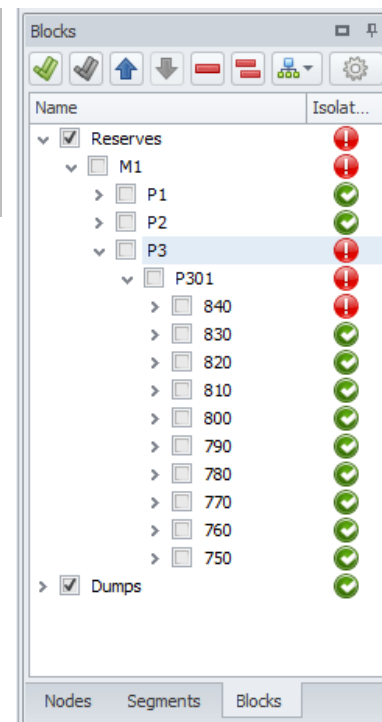 Blocks
Name Isolat...
Reserves
M1
P1
P2
P3
P301
840
830
820
810
800
790
780
770
760
750
Dumps
Nodes Segments Blocks